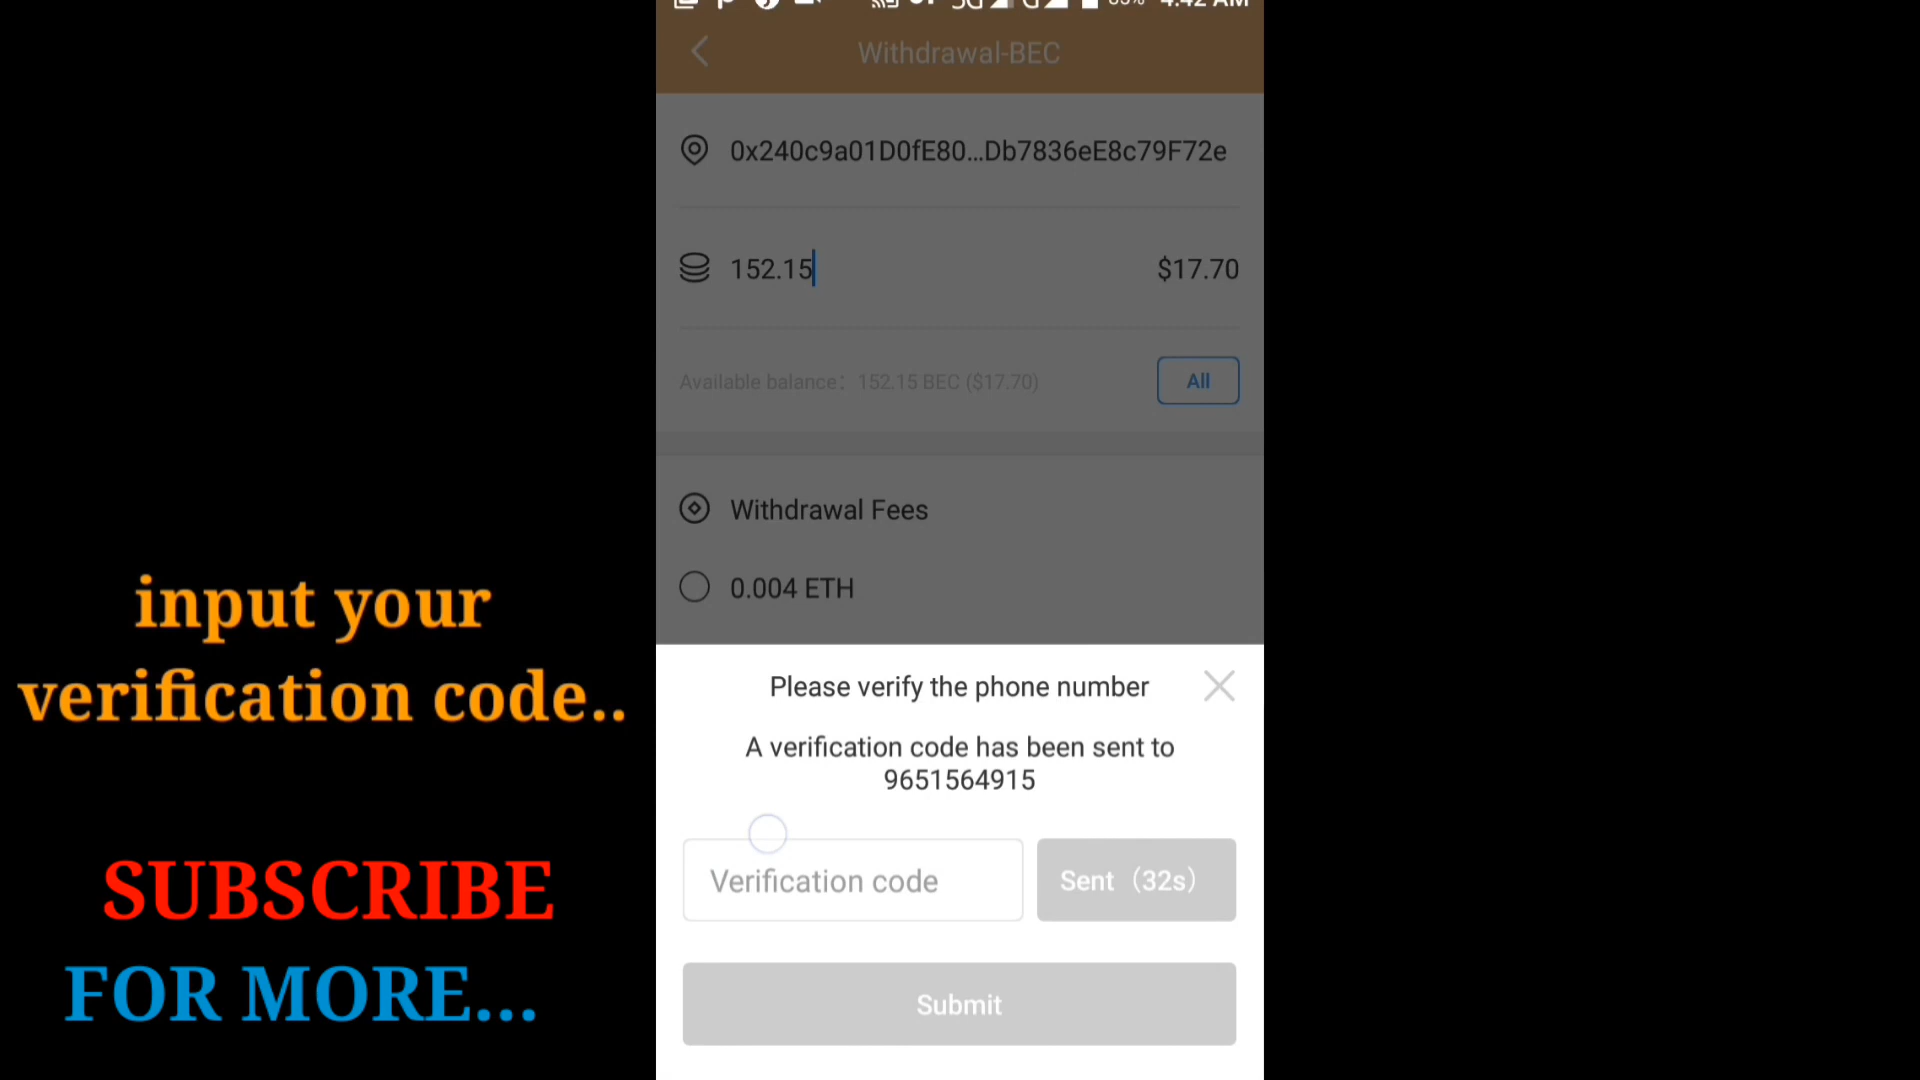 Withdrawal-BEC
0x240c9a01D0fE80...Db7836eE8c79F72e
152.15
$17.70
Available balance: 152.15 BEC ($17.70)
All
Withdrawal Fees
0.004 ETH
Please verify the phone number
A verification code has been sent to
9651564915
Verification code
Sent (32s)
Submit
input your
verification code..
SUBSCRIBE
FOR MORE...